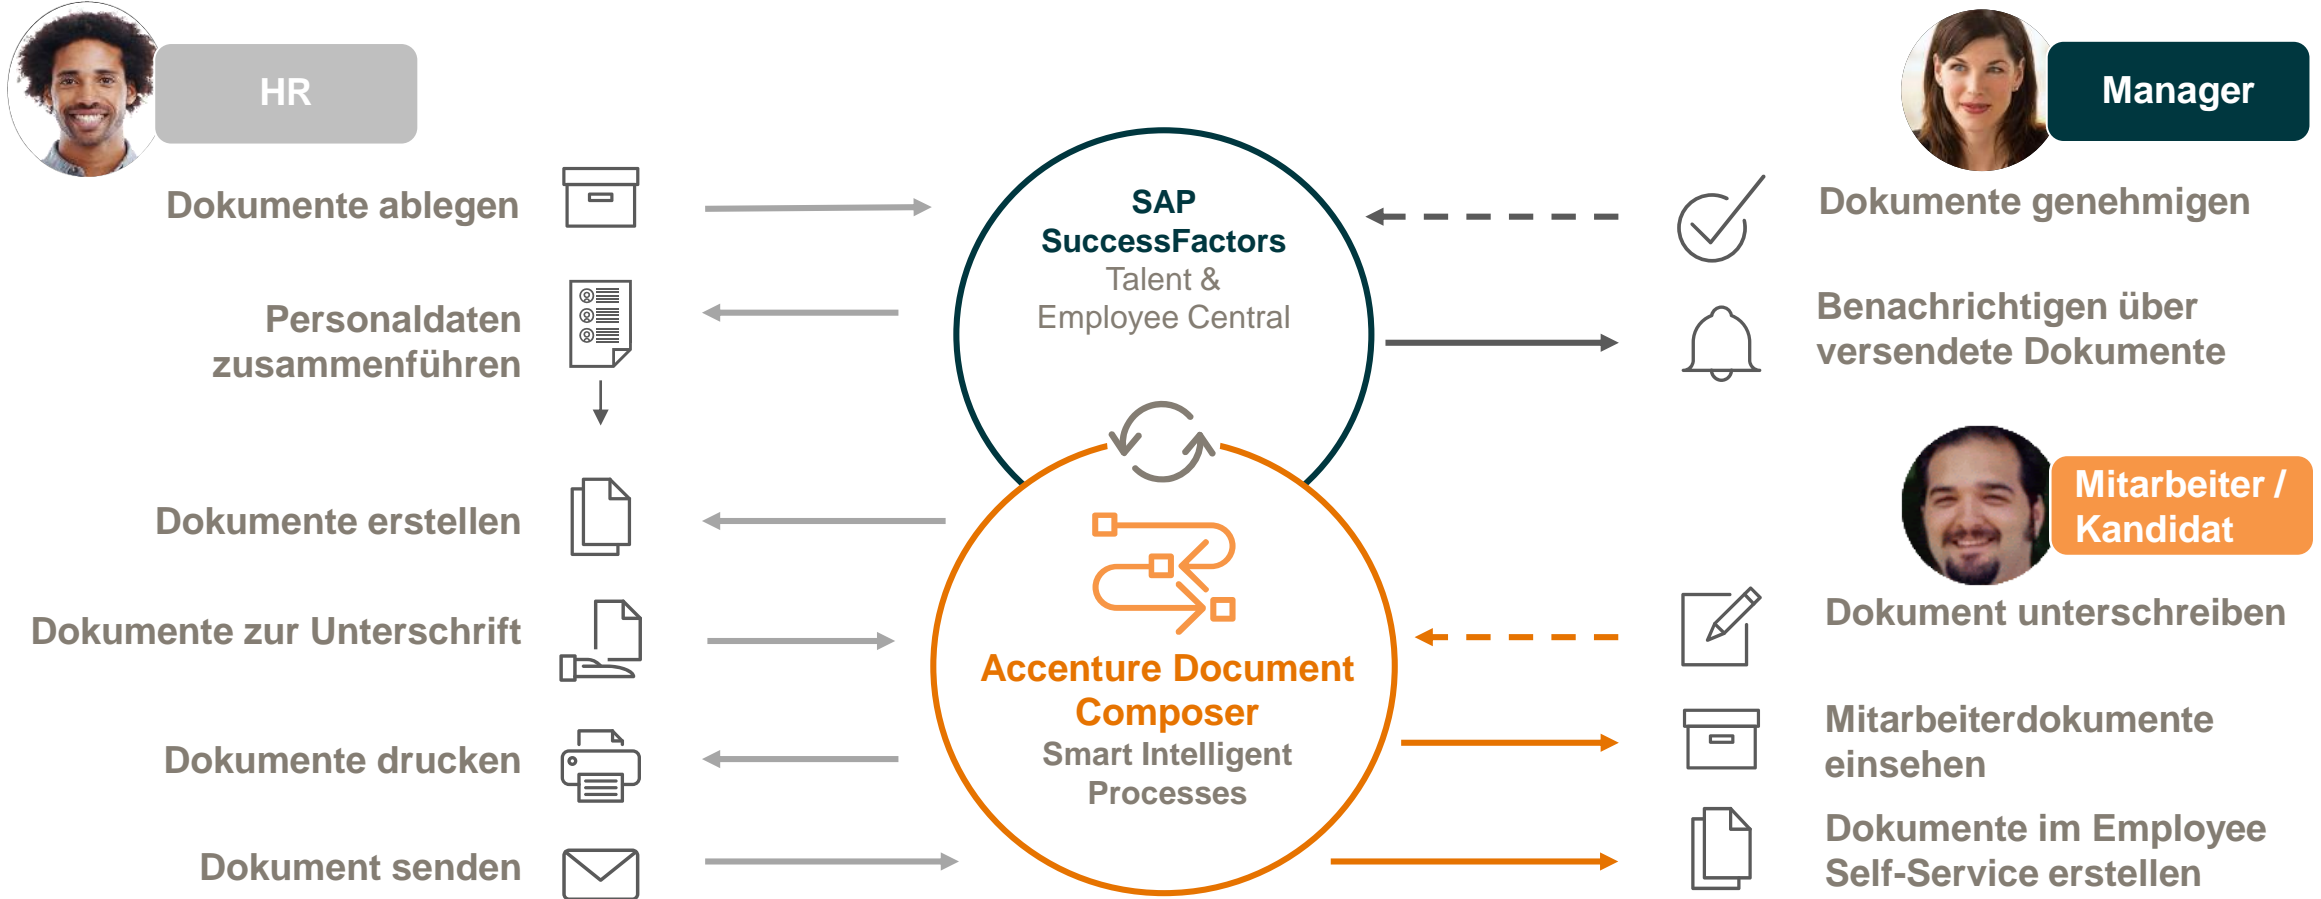 HR
Dokumente ablegen
Personaldaten
zusammenführen
Dokumente erstellen
Dokumente zur Unterschrift
Dokumente drucken
Dokument senden
SAP
SuccessFactors
Talent &
Employee Central
Accenture Document
Composer
Smart Intelligent
Processes
Manager
Dokumente genehmigen
Benachrichtigen über
versendete Dokumente
Mitarbeiter /
Kandidat
Dokument unterschreiben
Mitarbeiterdokumente
einsehen
Dokumente im Employee
Self-Service erstellen